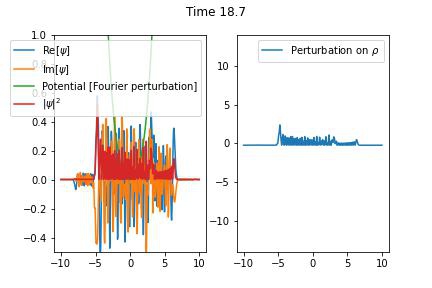 Time 18.7
Re[ψ]
Im[ψ]
Potential [Fourier perturbation]
|ψ|²
1.0
0.8
0.6
0.4
0.2
0.0
−0.2
−0.4
−10 −5 0 5 10
Perturbation on ρ
10
5
0
−5
−10
−10 −5 0 5 10